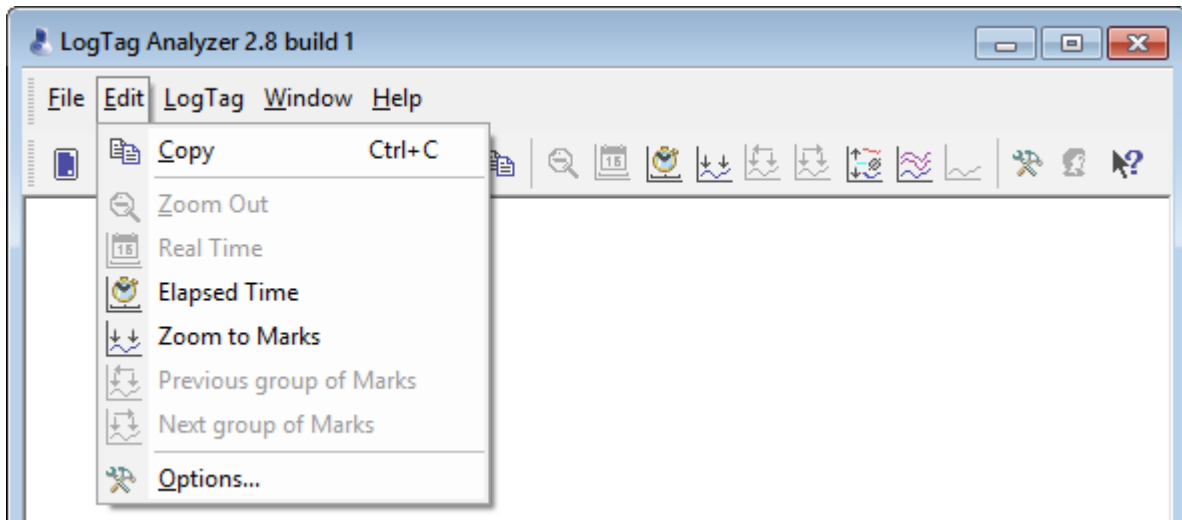 LogTag Analyzer 2.8 build 1
File Edit LogTag Window Help
Copy Ctrl+C
Zoom Out
Real Time
Elapsed Time
Zoom to Marks
Previous group of Marks
Next group of Marks
Options...